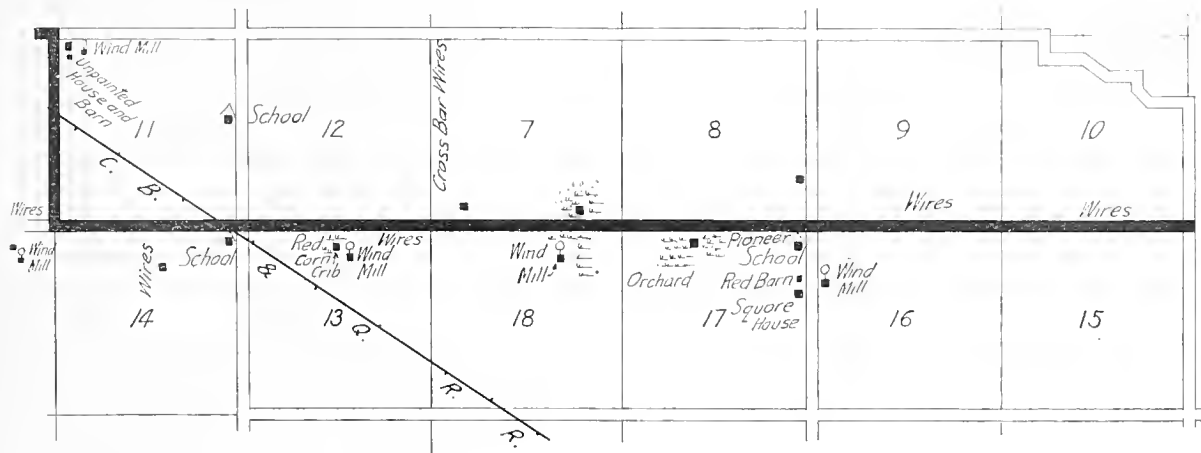 Wind Mill
Unpainted
House and
Barn
11
School
12
Cross Bar Wires
7
8
9
10
C. B. & Q. R. R.
Wires
Wires
Wires
Wind
Mill
Wires
School
Red
Corn
Crib
Wires
Wind
Mill
Wind
Mill
Orchard
Pioneer
School
Red Barn
Square
House
Wind
Mill
14
13
18
17
16
15